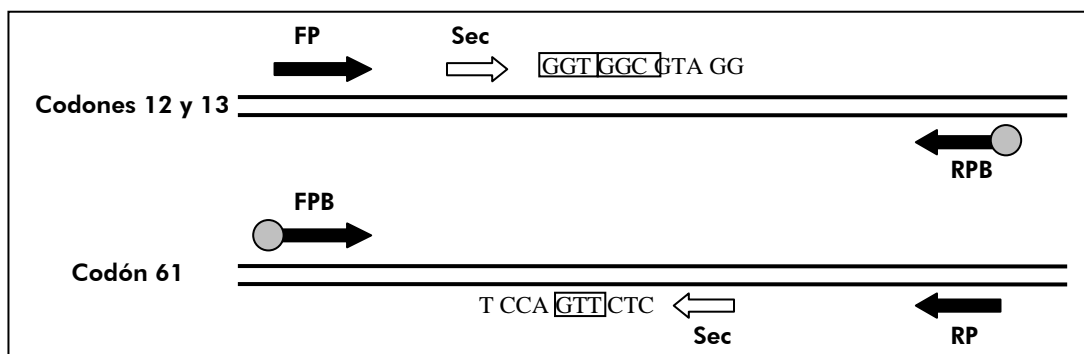 FP Sec GGT GGC GTA GG
Codones 12 y 13
RPB
FPB
Codón 61
T CCA GTT CTC
Sec RP